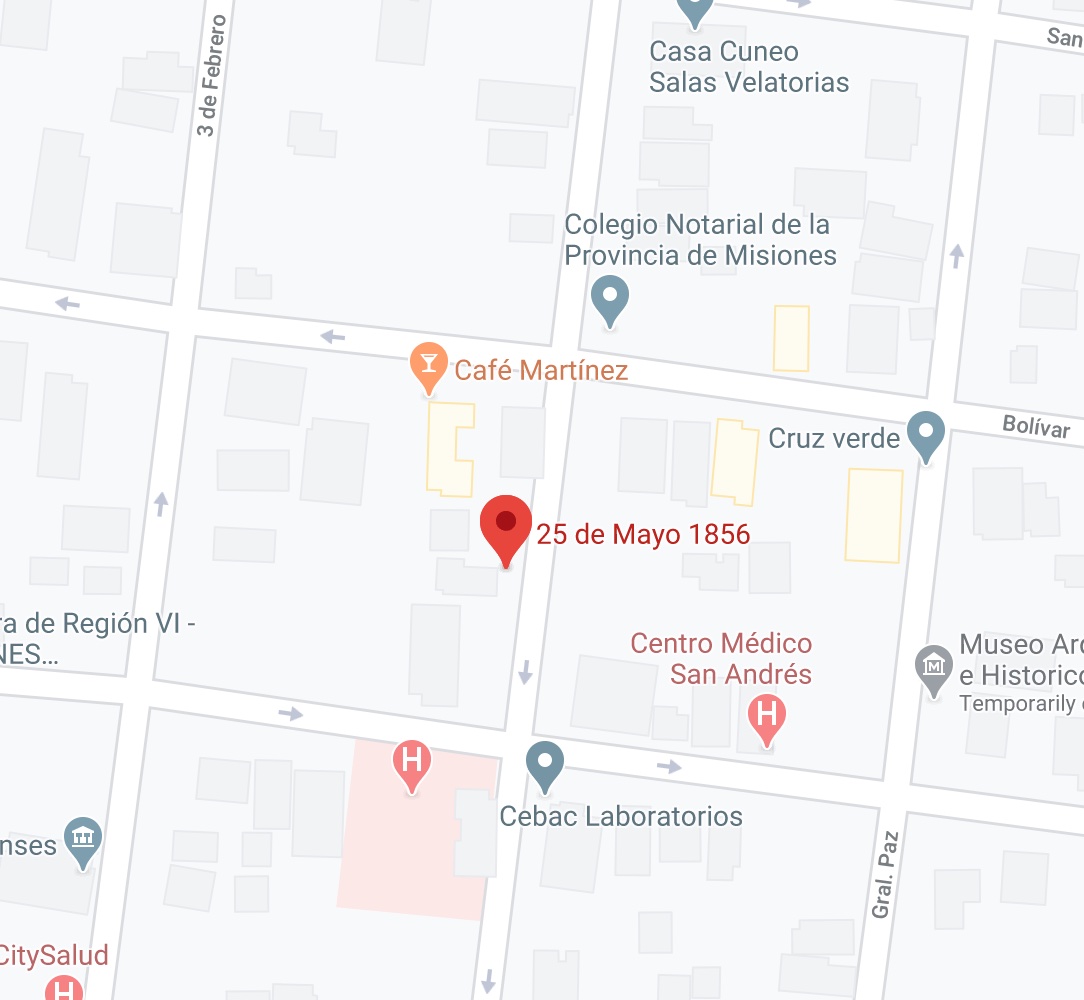 3 de Febrero
Casa Cuneo
Salas Velatorias
San
Colegio Notarial de la
Provincia de Misiones
Café Martínez
Cruz verde
Bolívar
25 de Mayo 1856
ra de Región VI -
NES...
Centro Médico
San Andrés
H
Museo Arq
e Historico
Temporarily c
M
H
Cebac Laboratorios
nses
Gral. Paz
CitySalud
H